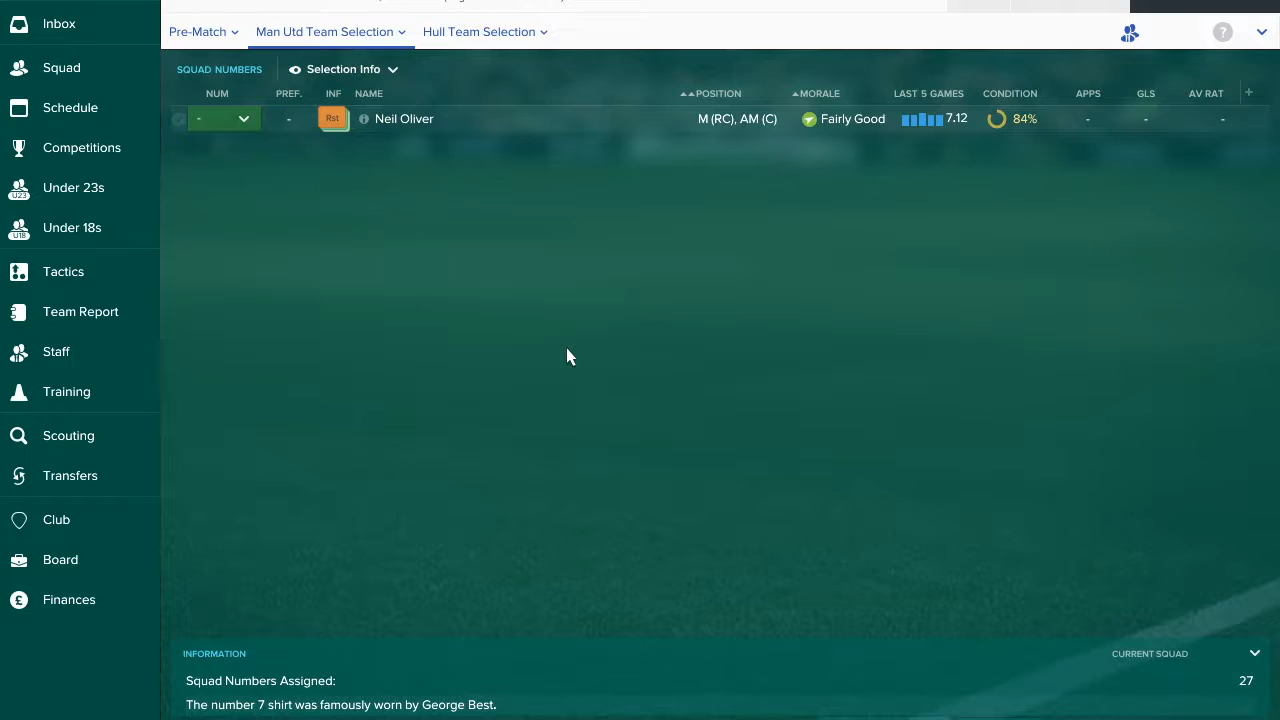 Inbox
Squad
Schedule
Competitions
U23 Under 23s
U18 Under 18s
Tactics
Team Report
Staff
Training
Scouting
Transfers
Club
Board
£ Finances
Pre-Match Man Utd Team Selection Hull Team Selection ?
SQUAD NUMBERS Selection Info
NUM PREF. INF NAME POSITION MORALE LAST 5 GAMES CONDITION APPS GLS AV RAT +
- - Rst Neil Oliver M (RC), AM (C) Fairly Good 7.12 84% - - -
INFORMATION CURRENT SQUAD
Squad Numbers Assigned: 27
The number 7 shirt was famously worn by George Best.